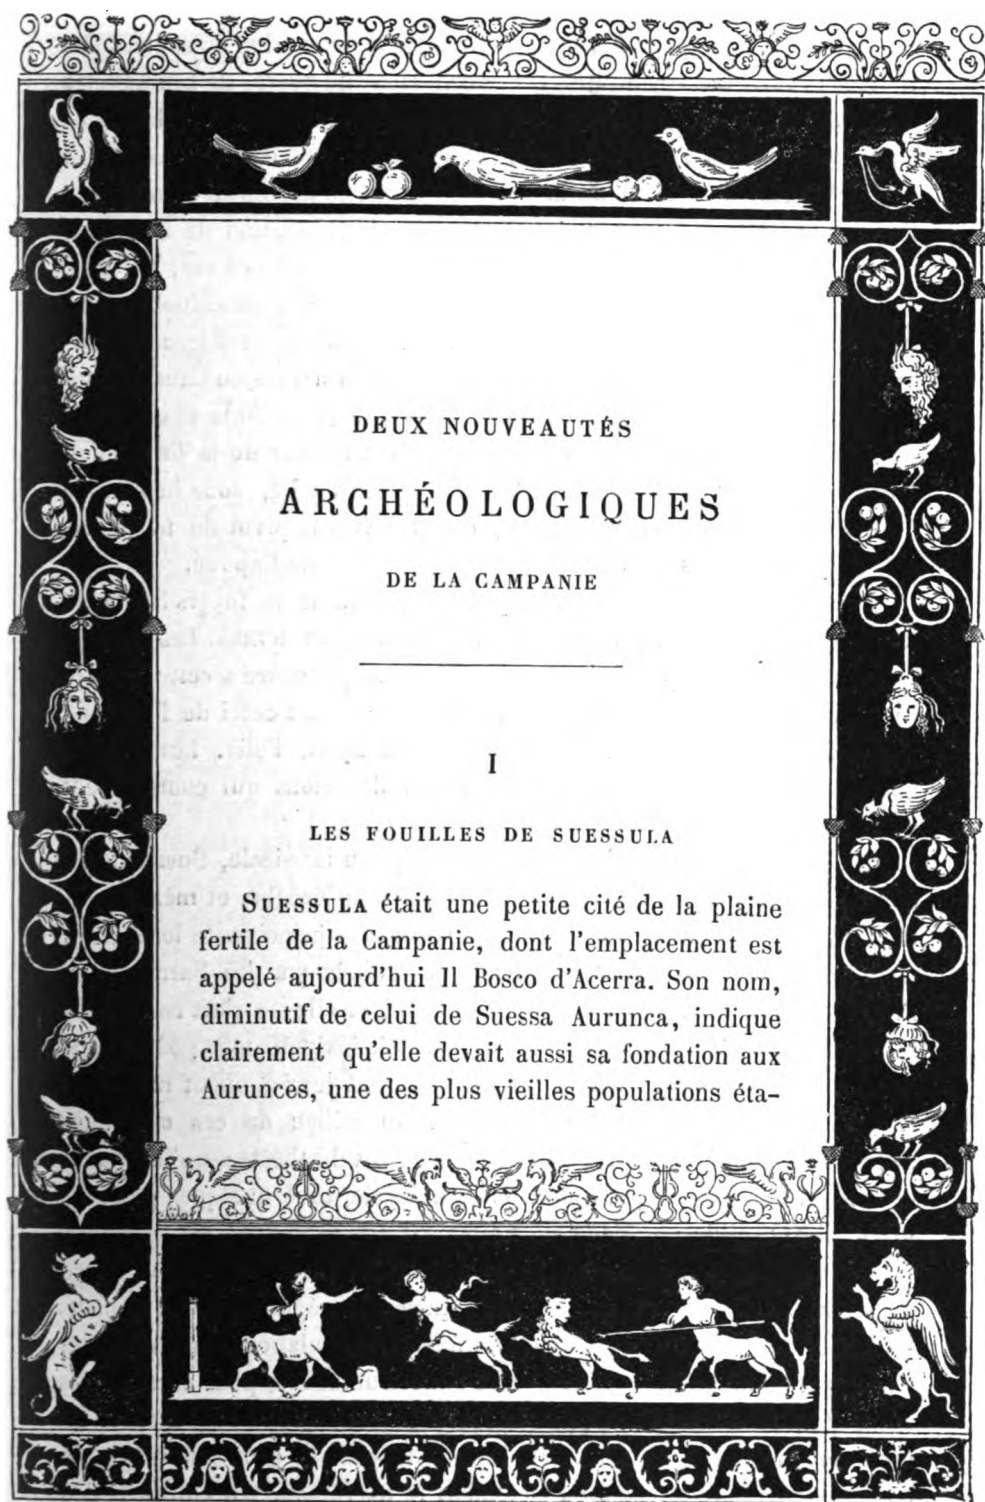 DEUX NOUVEAUTÉS
ARCHÉOLOGIQUES
DE LA CAMPANIE
I
LES FOUILLES DE SUESSULA
SUESSULA était une petite cité de la plaine
fertile de la Campanie, dont l'emplacement est
appelé aujourd'hui Il Bosco d'Acerra. Son nom,
diminutif de celui de Suessa Aurunca, indique
clairement qu'elle devait aussi sa fondation aux
Aurunces, une des plus vieilles populations éta-